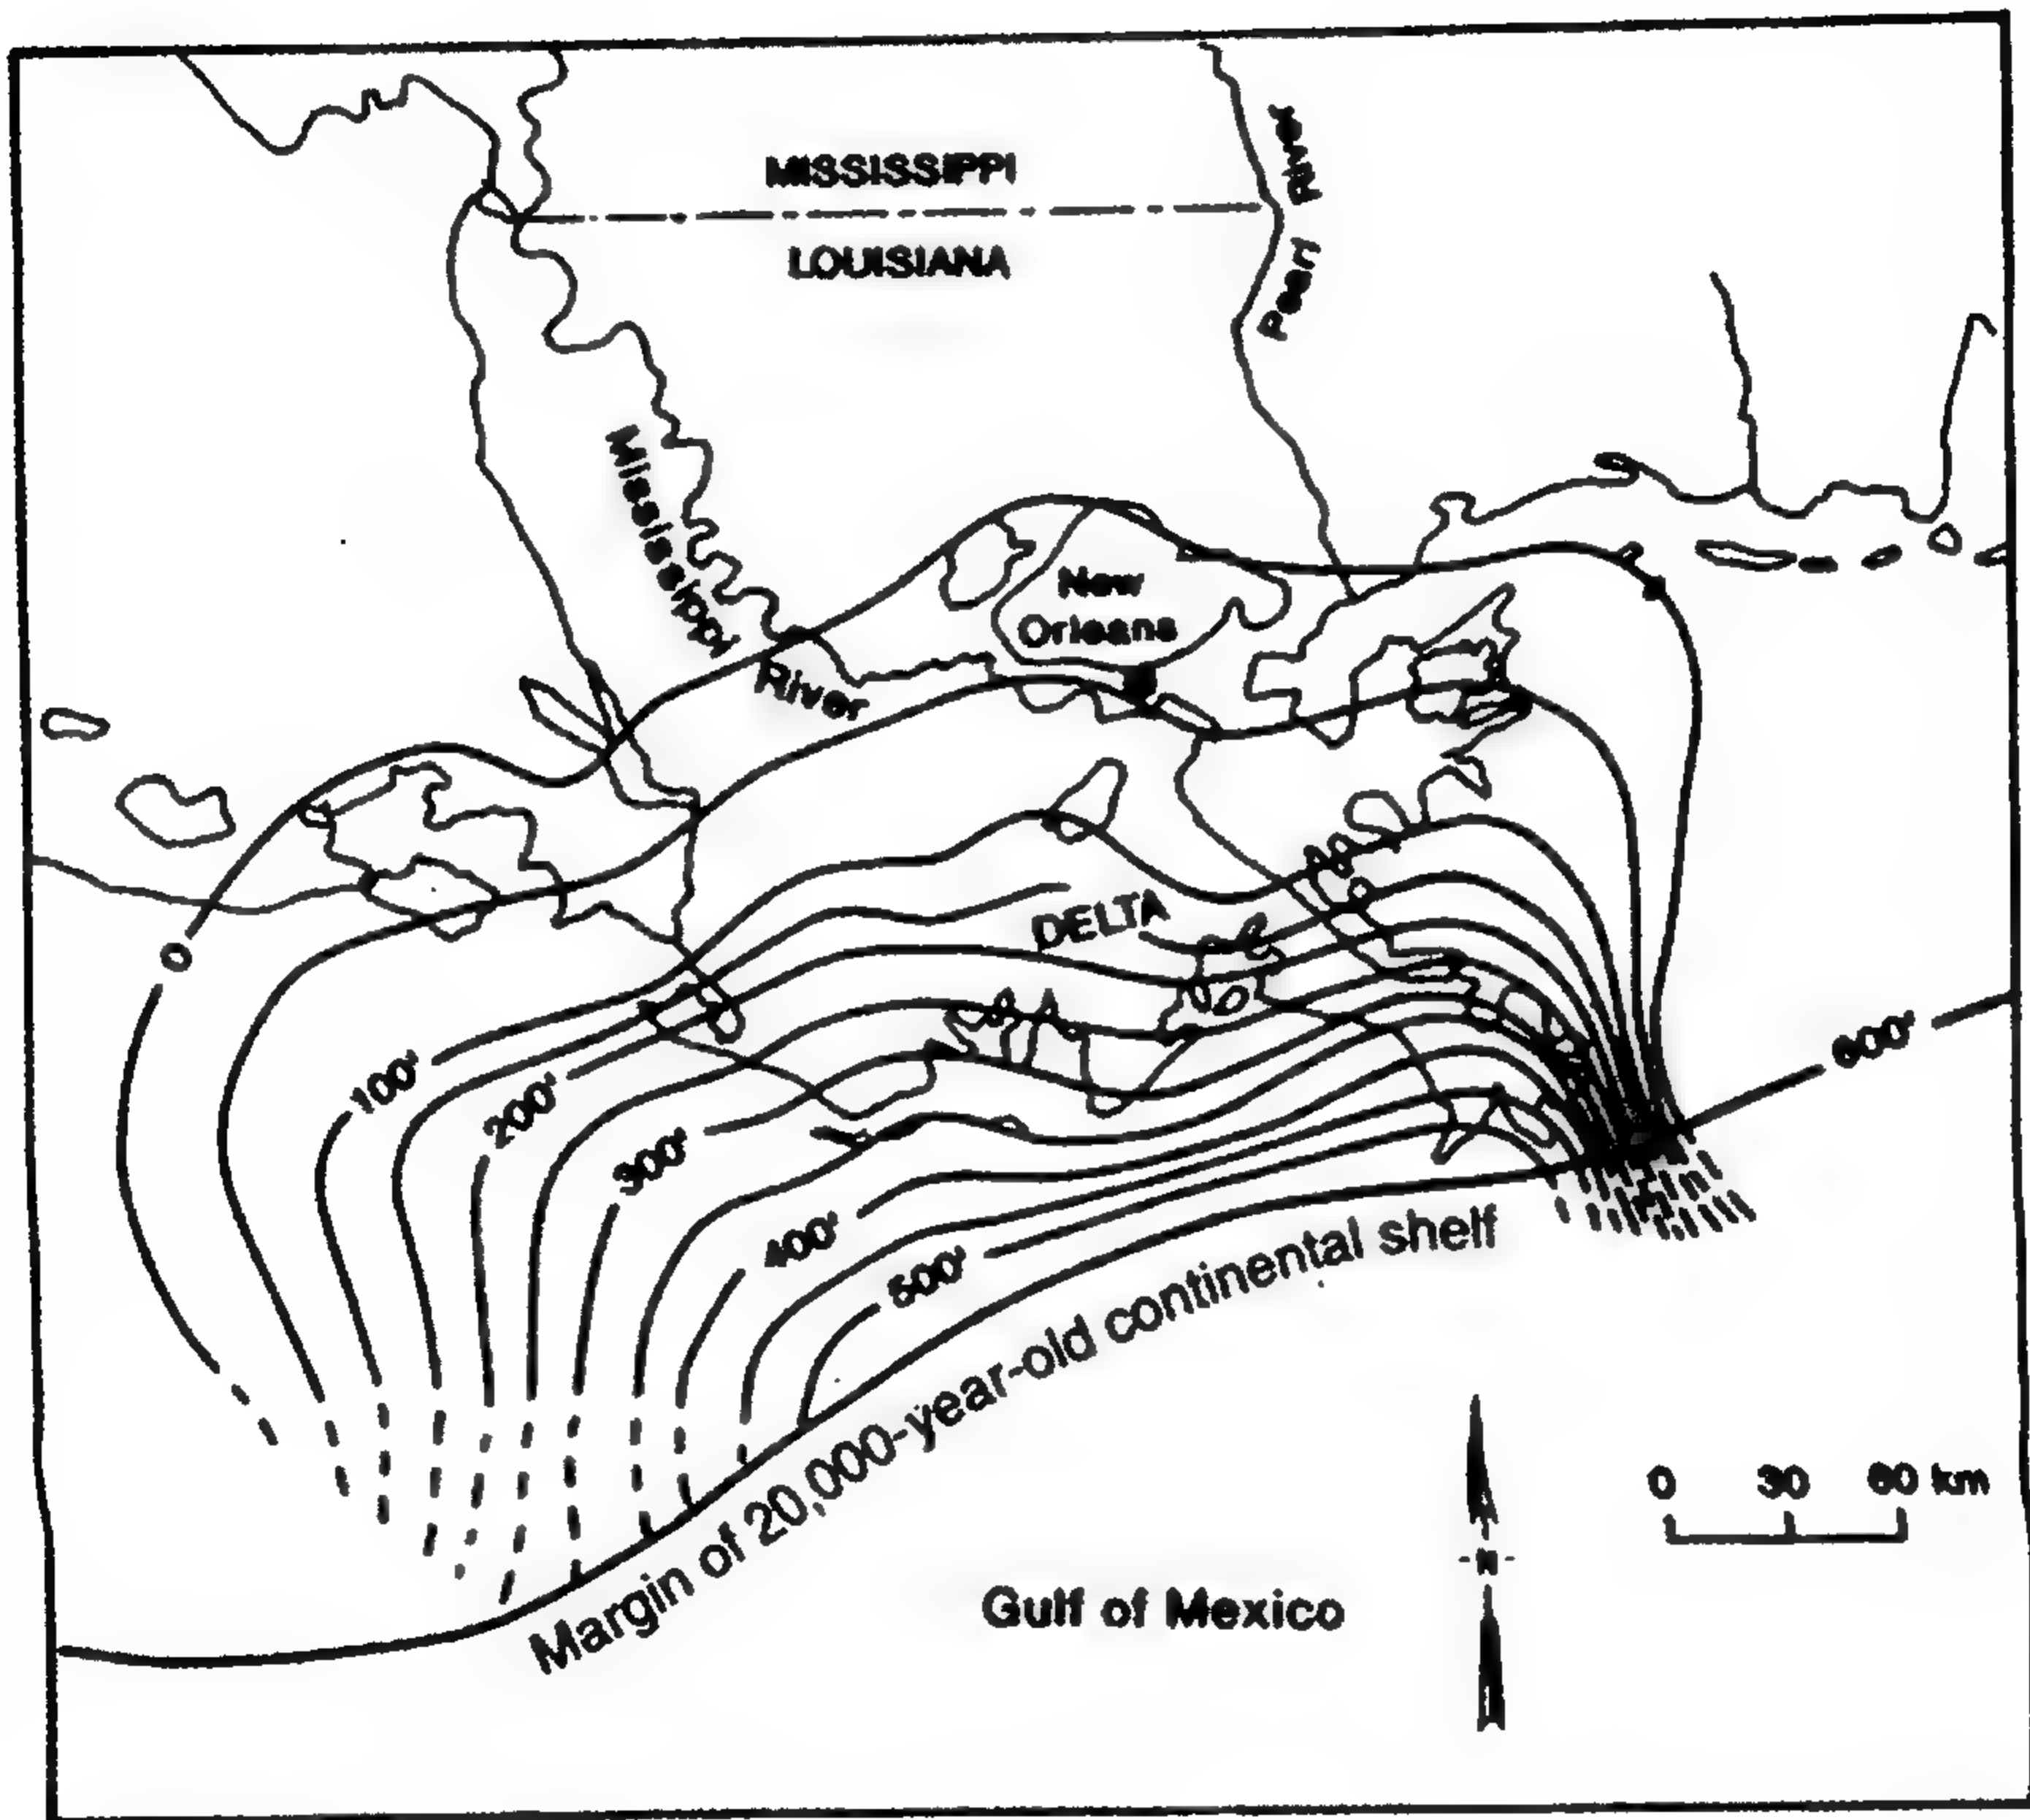 MISSISSIPPI
LOUISIANA
Pearl River
Mississippi
River
New
Orleans
DELTA
0
100'
200'
300'
400'
500'
600'
Margin of 20,000-year-old continental shelf
Gulf of Mexico
N
0 30 60 km